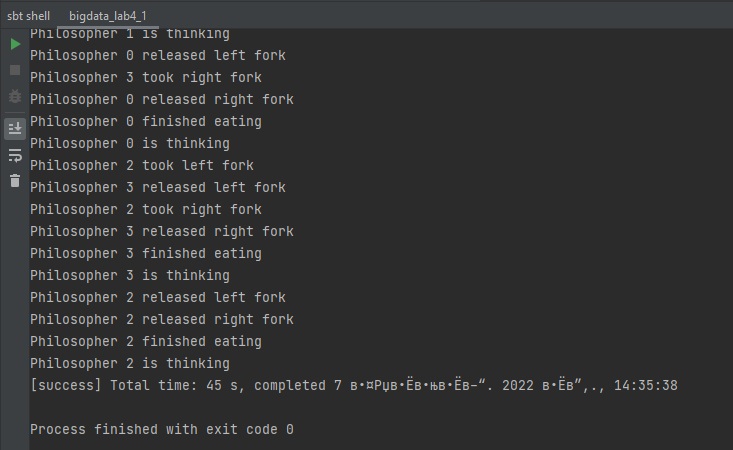 sbt shell bigdata_lab4_1
Philosopher 1 is thinking
Philosopher 0 released left fork
Philosopher 3 took right fork
Philosopher 0 released right fork
Philosopher 0 finished eating
Philosopher 0 is thinking
Philosopher 2 took left fork
Philosopher 3 released left fork
Philosopher 2 took right fork
Philosopher 3 released right fork
Philosopher 3 finished eating
Philosopher 3 is thinking
Philosopher 2 released left fork
Philosopher 2 released right fork
Philosopher 2 finished eating
Philosopher 2 is thinking
[success] Total time: 45 s, completed 7 в•¤РџРв•Ёв•њв•Ёв–“. 2022 в•Ёв”‚., 14:35:38
Process finished with exit code 0